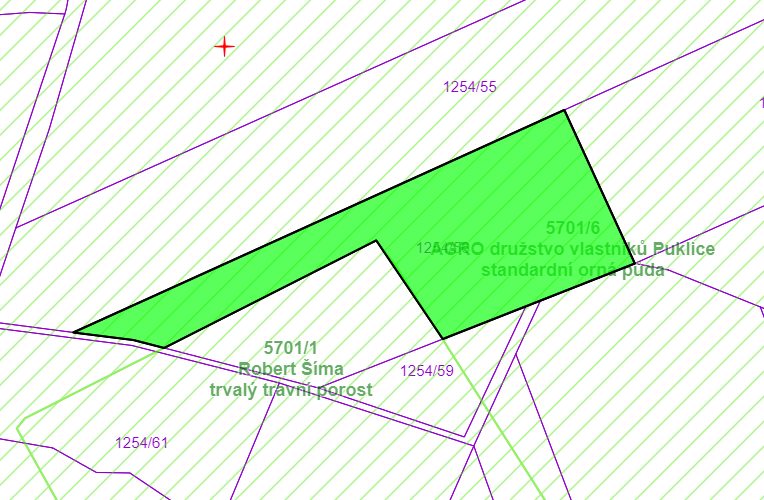 1254/55
5701/6
AGRO družstvo vlastníků Puklice
standardní orná půda
5701/1
Robert Šíma
trvalý travní porost
1254/59
1254/61